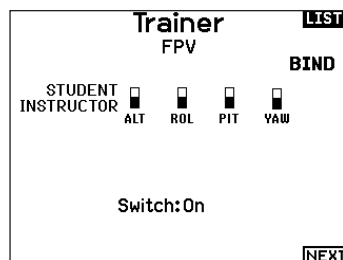 Trainer
LIST
FPV
BIND
STUDENT
INSTRUCTOR
ALT ROL PIT YAW
Switch:On
NEXT